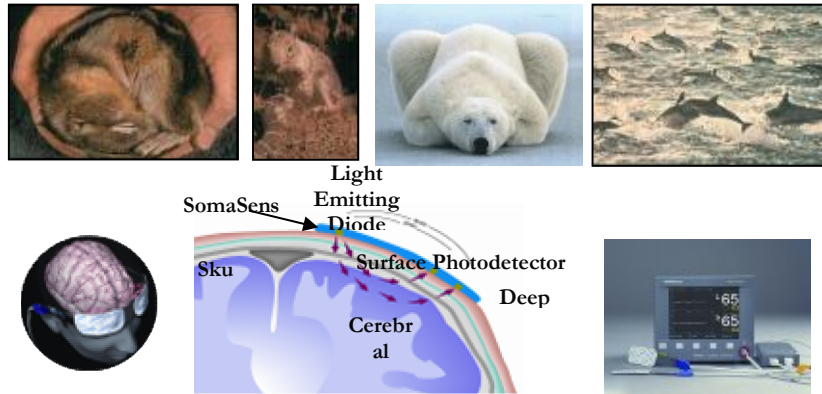 Light
Emitting
Diode
SomaSens
Sku
Surface Photodetector
Deep
Cerebr
al
65
65